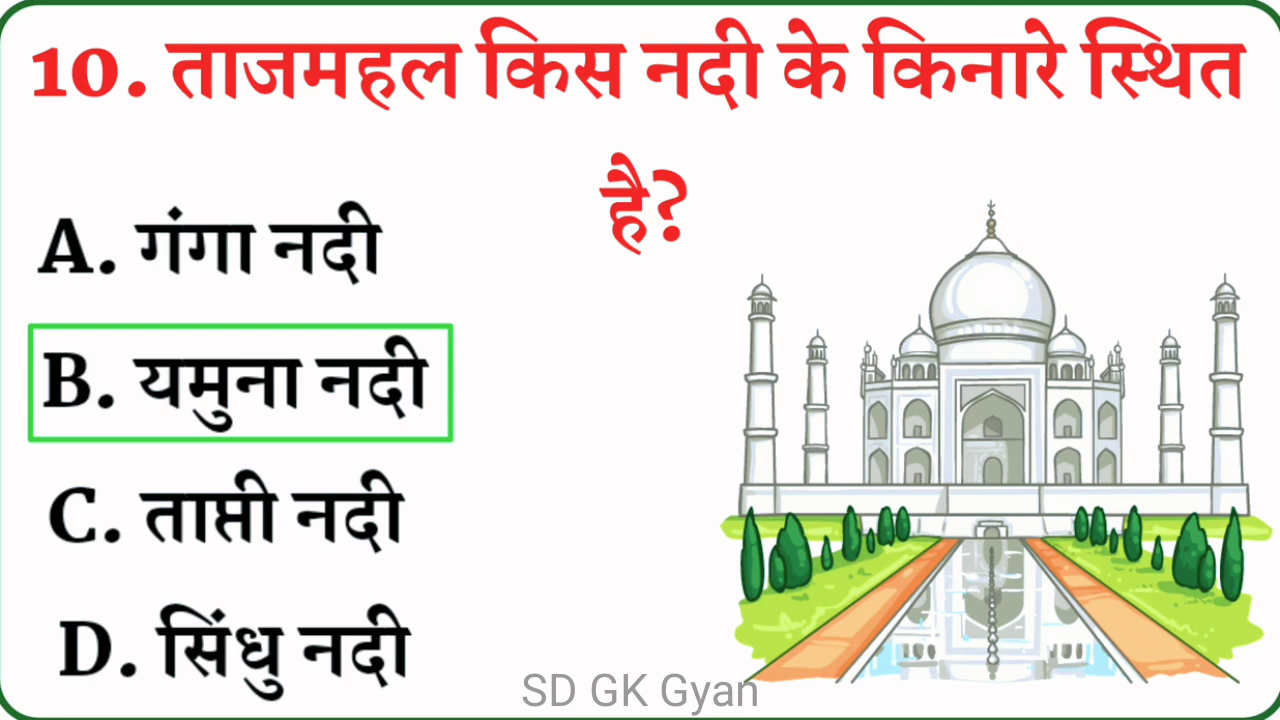 10. ताजमहल किस नदी के किनारे स्थित
है?
A. गंगा नदी
B. यमुना नदी
C. ताप्ती नदी
D. सिंधु नदी
SD GK Gyan